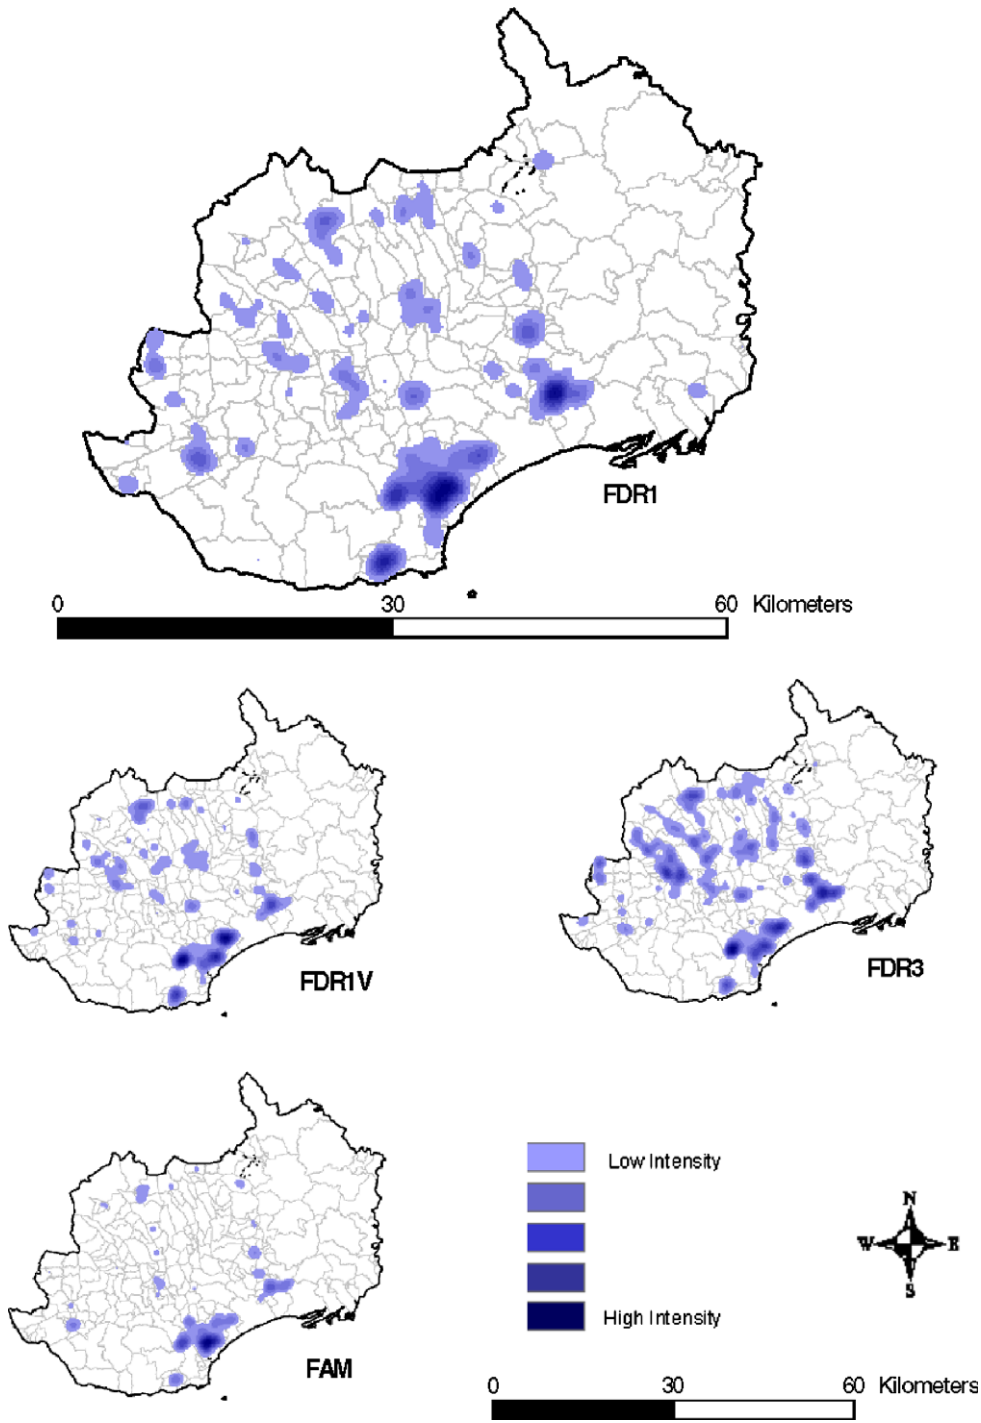 FDR1
0 30 60 Kilometers
FDR1V
FDR3
FAM
Low Intensity
High Intensity
N
W E
S
0 30 60 Kilometers